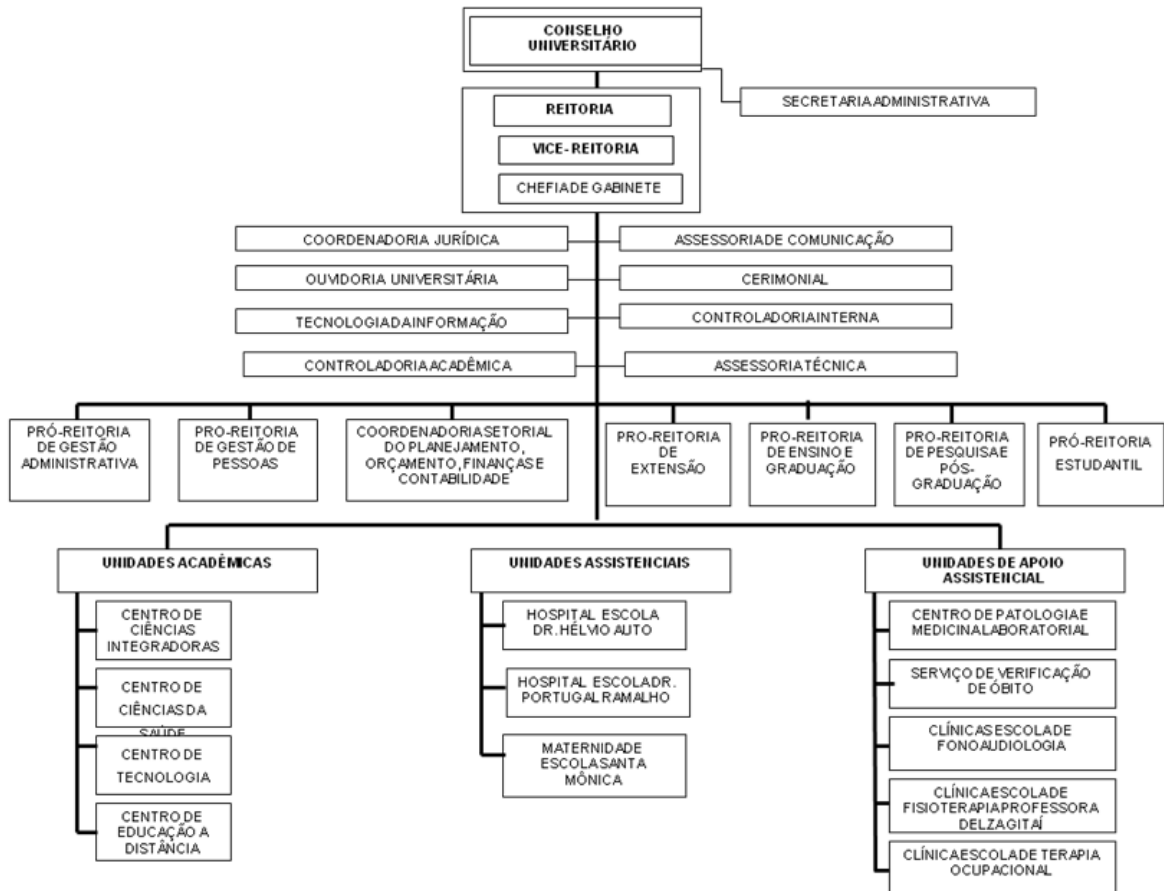 CONSELHO
UNIVERSITÁRIO
SECRETARIA ADMINISTRATIVA
REITORIA
VICE- REITORIA
CHEFIA DE GABINETE
COORDENADORIA JURÍDICA
ASSESSORIA DE COMUNICAÇÃO
OUVIDORIA UNIVERSITÁRIA
CERIMONIAL
TECNOLOGIA DA INFORMAÇÃO
CONTROLADORIA INTERNA
CONTROLADORIA ACADÊMICA
ASSESSORIA TÉCNICA
PRÓ-REITORIA
DE GESTÃO
ADMINISTRATIVA
PRO-REITORIA
DE GESTÃO DE
PESSOAS
COORDENADORIA SETORIAL
DO PLANEJAMENTO,
ORÇAMENTO, FINANÇAS E
CONTABILIDADE
PRO-REITORIA
DE
EXTENSÃO
PRO-REITORIA
DE ENSINO E
GRADUAÇÃO
PRO-REITORIA
DE PESQUISA E
PÓS-
GRADUAÇÃO
PRÓ-REITORIA
ESTUDANTIL
UNIDADES ACADÊMICAS
CENTRO DE
CIÊNCIAS
INTEGRADORAS
CENTRO DE
CIÊNCIAS DA
SAÚDE
CENTRO DE
TECNOLOGIA
CENTRO DE
EDUCAÇÃO A
DISTÂNCIA
UNIDADES ASSISTENCIAIS
HOSPITAL ESCOLA
DR. HÉLVIO AUTO
HOSPITAL ESCOLA DR.
PORTUGAL RAMALHO
MATERNIDADE
ESCOLA SANTA
MÔNICA
UNIDADES DE APOIO
ASSISTENCIAL
CENTRO DE PATOLOGIA E
MEDICINA LABORATORIAL
SERVIÇO DE VERIFICAÇÃO
DE ÓBITO
CLÍNICAS ESCOLA DE
FONOAUDIOLOGIA
CLÍNICA ESCOLA DE
FISIOTERAPIA PROFESSORA
DELZA GITAÍ
CLÍNICA ESCOLA DE TERAPIA
OCUPACIONAL